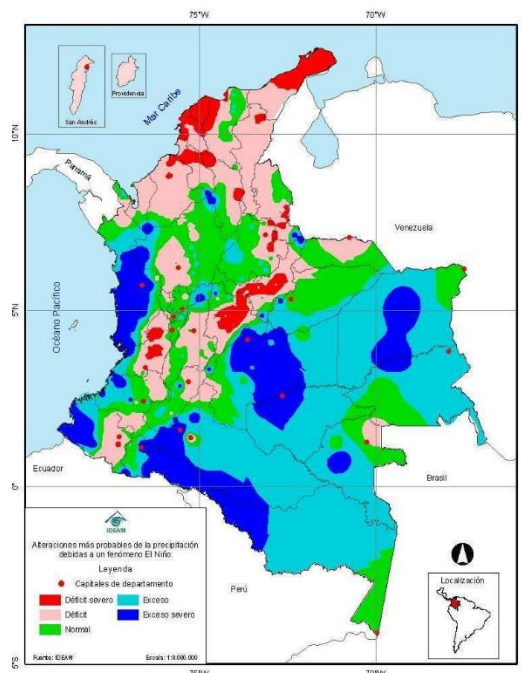 75°W
70°W
San Andrés
Providencia
Mar Caribe
10°N
Panamá
Venezuela
Océano Pacífico
5°N
Ecuador
0°
Brasil
IDEAM
Alteraciones más probables de la precipitación
debidas a un fenómeno El Niño
Leyenda
Capitales de departamento
Déficit severo
Exceso
Déficit
Exceso severo
Normal
Perú
Localización
Fuente: IDEAM
Escala: 1:8.000.000
5°S
75°W
70°W